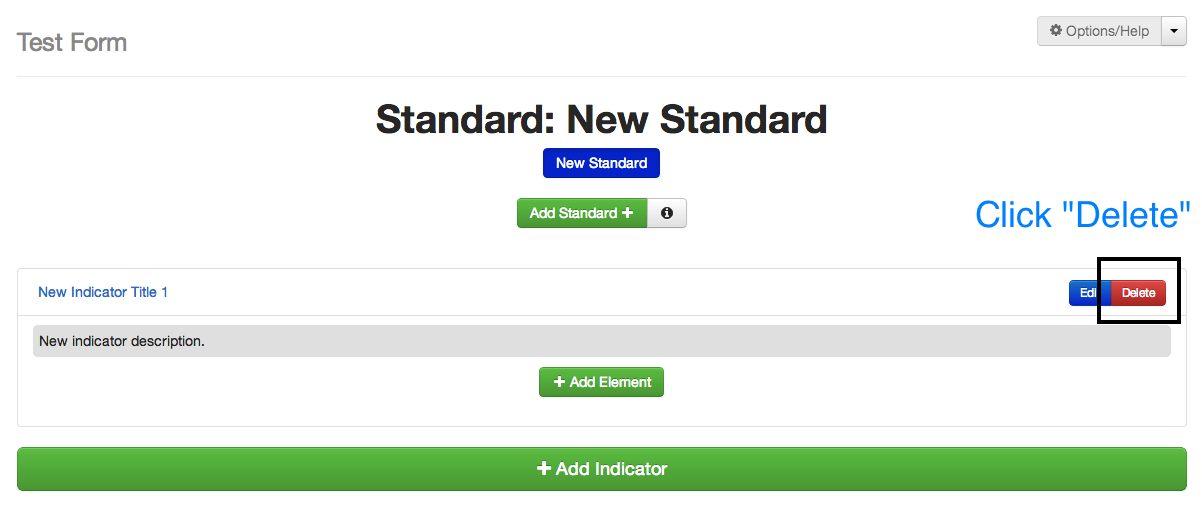 Test Form
Options/Help
Standard: New Standard
New Standard
Add Standard
Click "Delete"
New Indicator Title 1
Edi Delete
New indicator description.
Add Element
Add Indicator